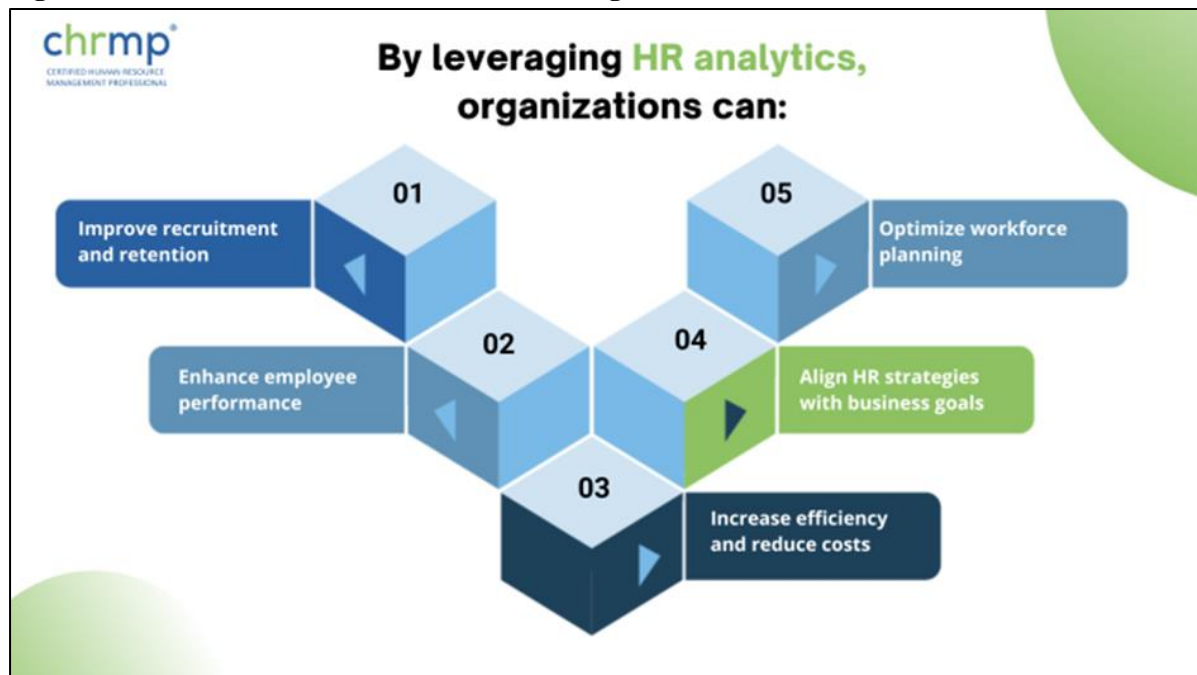 chrmp®
CERTIFIED HUMAN RESOURCE
MANAGEMENT PROFESSIONAL
By leveraging HR analytics,
organizations can:
01
Improve recruitment
and retention
02
Enhance employee
performance
03
Increase efficiency
and reduce costs
04
Align HR strategies
with business goals
05
Optimize workforce
planning